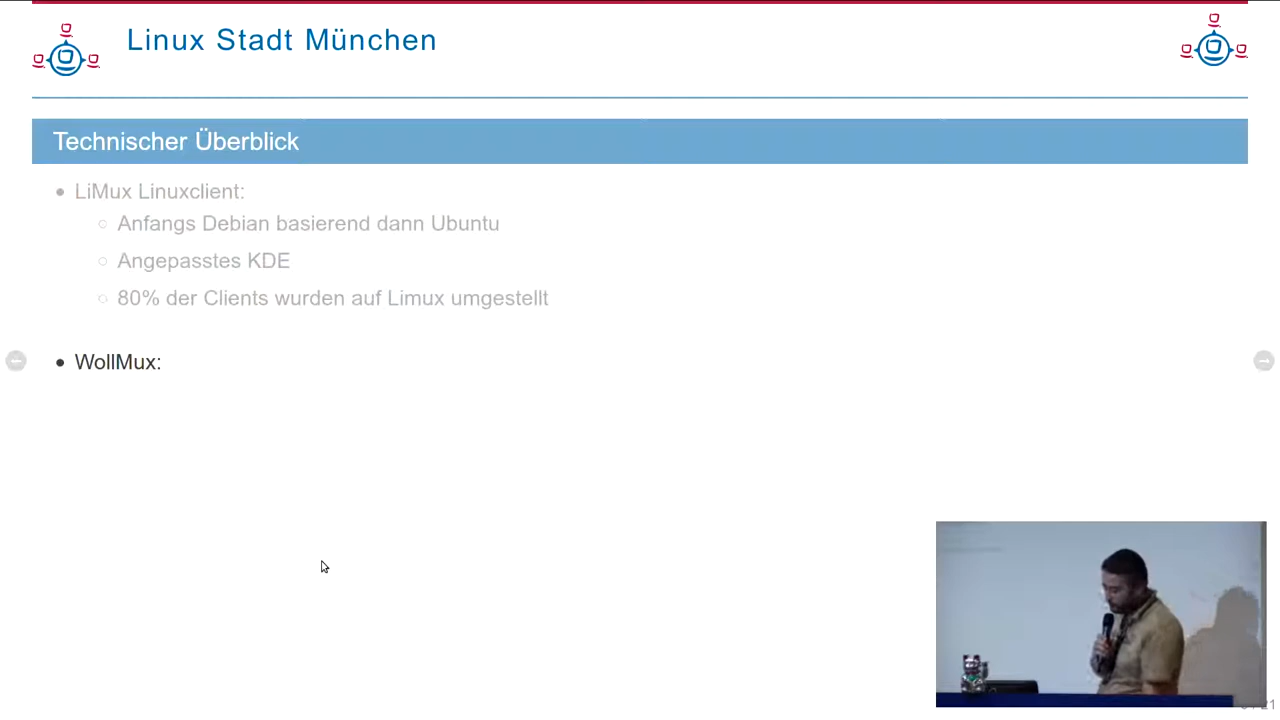 Linux Stadt München
Technischer Überblick
LiMux Linuxclient:
Anfangs Debian basierend dann Ubuntu
Angepasstes KDE
80% der Clients wurden auf Limux umgestellt
WollMux: